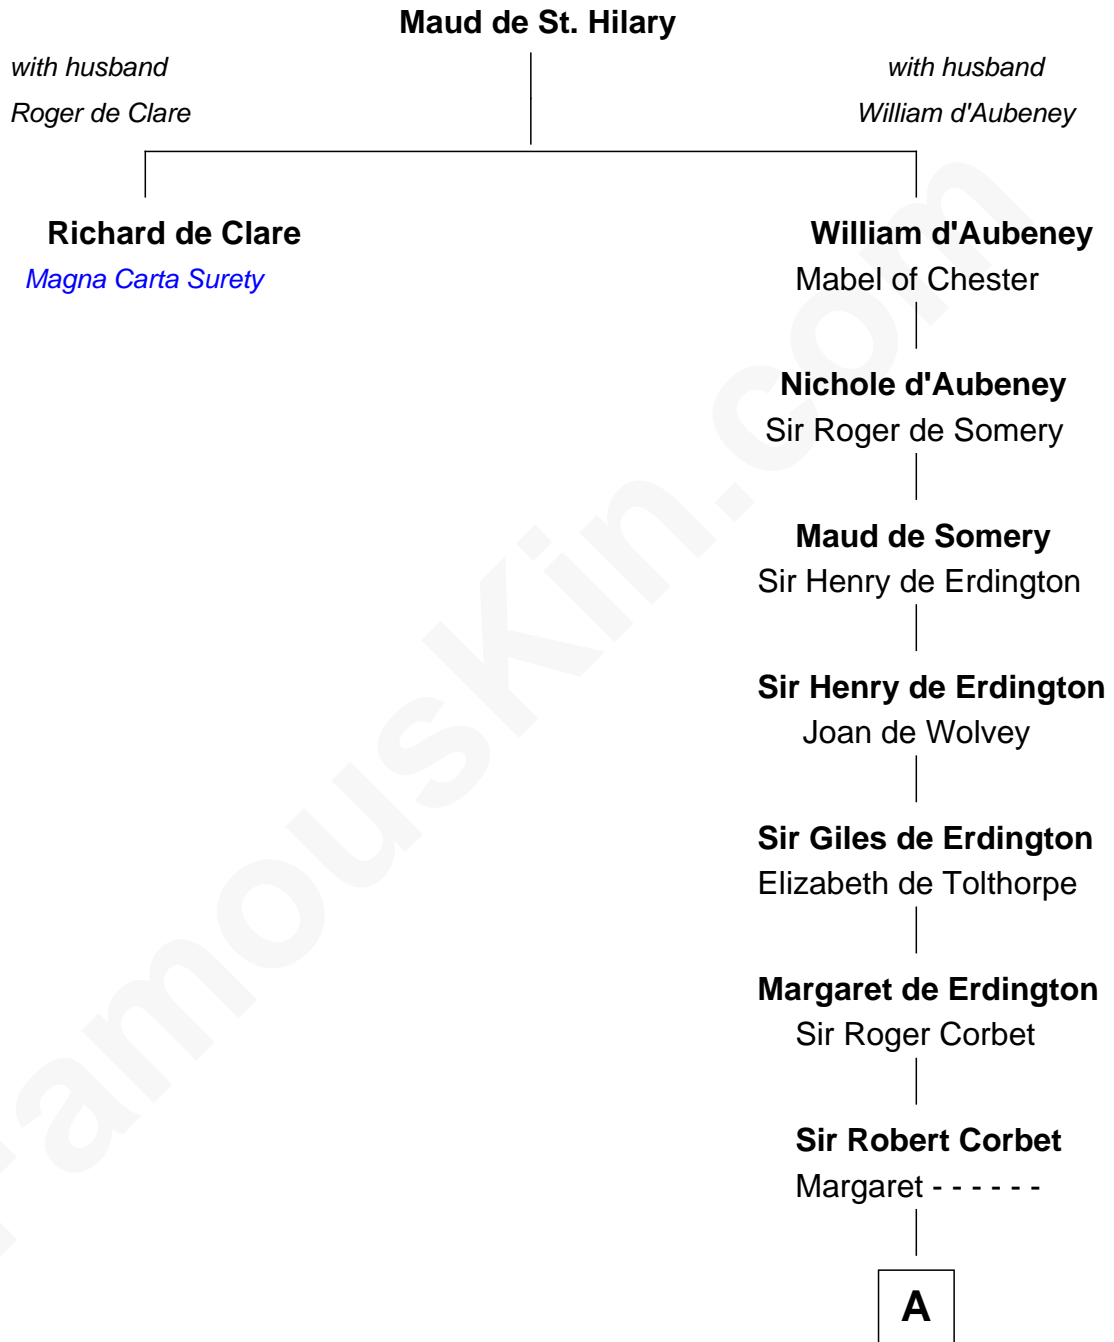 Maud de St. Hilary
with husband
Roger de Clare
with husband
William d'Aubeney
Richard de Clare
Magna Carta Surety
William d'Aubeney
Mabel of Chester
Nichole d'Aubeney
Sir Roger de Somery
Maud de Somery
Sir Henry de Erdington
Sir Henry de Erdington
Joan de Wolvey
Sir Giles de Erdington
Elizabeth de Tolthorpe
Margaret de Erdington
Sir Roger Corbet
Sir Robert Corbet
Margaret - - - - - -
A
FamousKin.com